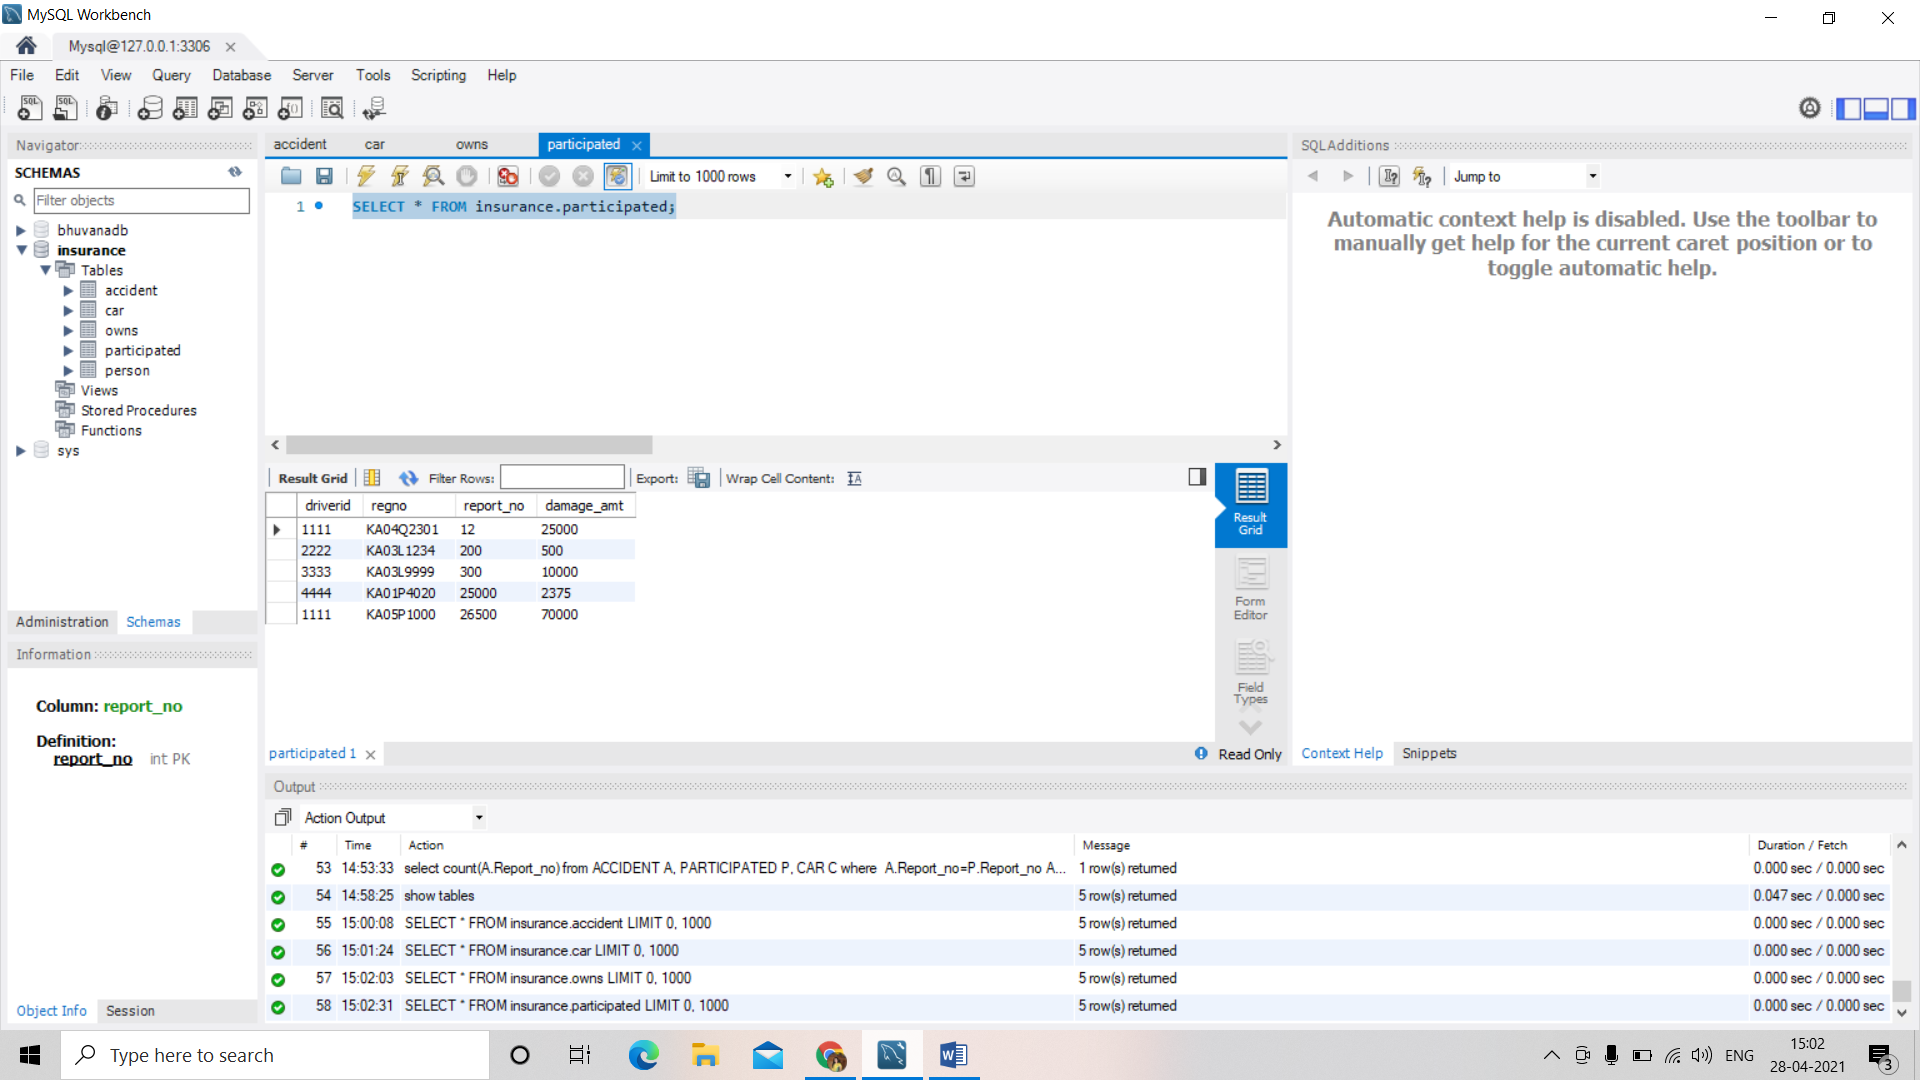 MySQL Workbench
Mysql@127.0.0.1:3306
File Edit View Query Database Server Tools Scripting Help
Navigator
SCHEMAS
Filter objects
bhuvanadb
insurance
Tables
accident
car
owns
participated
person
Views
Stored Procedures
Functions
sys
Administration Schemas
Information
Column: report_no
Definition:
report_no int PK
Object Info Session
accident car owns participated
Limit to 1000 rows
1 SELECT * FROM insurance.participated;
Result Grid Filter Rows: Export: Wrap Cell Content:
driverid regno report_no damage_amt
1111 KA04Q2301 12 25000
2222 KA03L1234 200 500
3333 KA03L9999 300 10000
4444 KA01P4020 25000 2375
1111 KA05P1000 26500 70000
Result
Grid
Form
Editor
Field
Types
participated 1 Read Only
SQLAdditions
Jump to
Automatic context help is disabled. Use the toolbar to
manually get help for the current caret position or to
toggle automatic help.
Context Help Snippets
Output
Action Output
# Time Action Message Duration / Fetch
53 14:53:33 select count(A.Report_no) from ACCIDENT A, PARTICIPATED P, CAR C where A.Report_no=P.Report_no A... 1 row(s) returned 0.000 sec / 0.000 sec
54 14:58:25 show tables 5 row(s) returned 0.047 sec / 0.000 sec
55 15:00:08 SELECT * FROM insurance.accident LIMIT 0, 1000 5 row(s) returned 0.000 sec / 0.000 sec
56 15:01:24 SELECT * FROM insurance.car LIMIT 0, 1000 5 row(s) returned 0.000 sec / 0.000 sec
57 15:02:03 SELECT * FROM insurance.owns LIMIT 0, 1000 5 row(s) returned 0.000 sec / 0.000 sec
58 15:02:31 SELECT * FROM insurance.participated LIMIT 0, 1000 5 row(s) returned 0.000 sec / 0.000 sec
Type here to search
ENG
15:02
28-04-2021
3